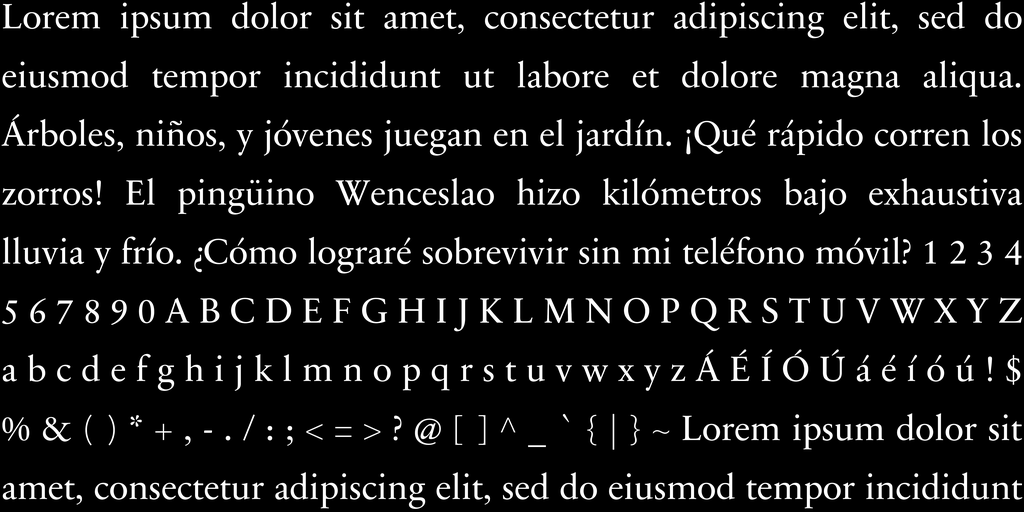 Lorem ipsum dolor sit amet, consectetur adipiscing elit, sed do
eiusmod tempor incididunt ut labore et dolore magna aliqua.
Árboles, niños, y jóvenes juegan en el jardín. ¡Qué rápido corren los
zorros! El pingüino Wenceslao hizo kilómetros bajo exhaustiva
lluvia y frío. ¿Cómo lograré sobrevivir sin mi teléfono móvil? 1 2 3 4
5 6 7 8 9 0 A B C D E F G H I J K L M N O P Q R S T U V W X Y Z
a b c d e f g h i j k l m n o p q r s t u v w x y z Á É Í Ó Ú á é í ó ú ! $
% & ( ) * + , - . / : ; < = > ? @ [ ] ^ _ ` { | } ~ Lorem ipsum dolor sit
amet, consectetur adipiscing elit, sed do eiusmod tempor incididunt